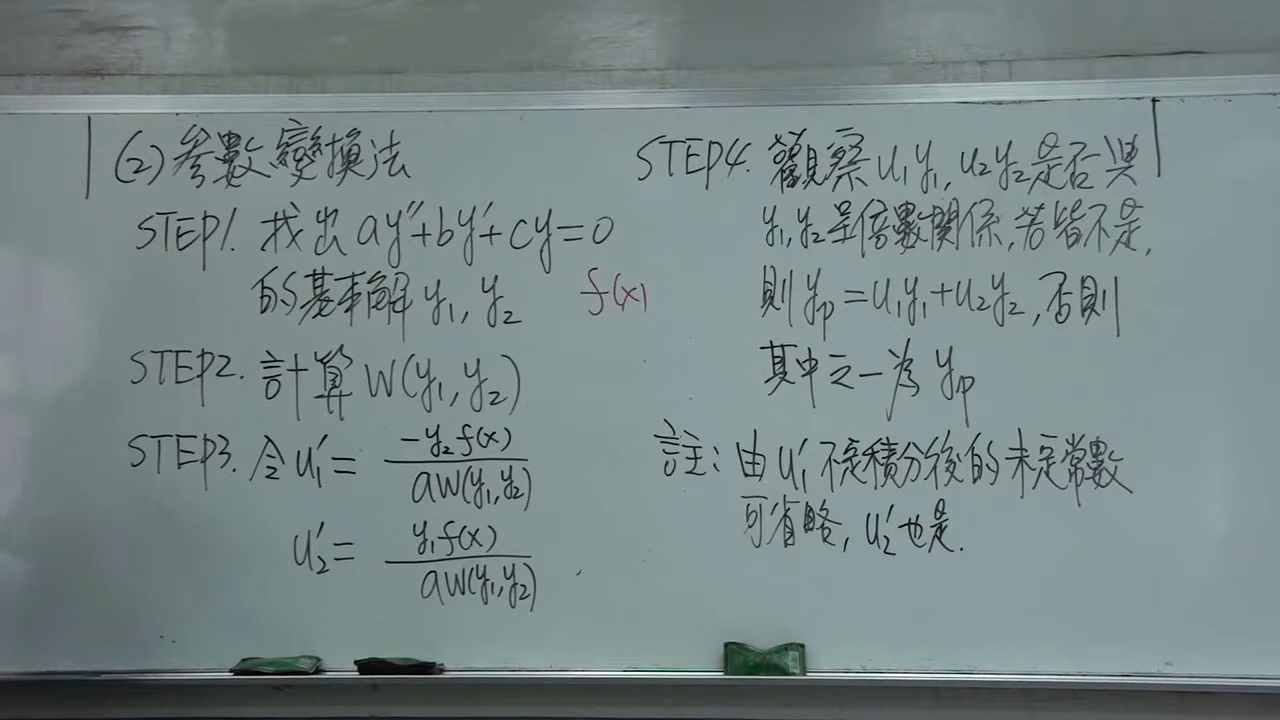 (2) 參數變換法
STEP1. 找出 ay''+by'+cy=0
的基本解 y₁, y₂
f(x)
STEP2. 計算 W(y₁, y₂)
STEP3. 令 u₁' = -y₂f(x) / aW(y₁,y₂)
u₂' = y₁f(x) / aW(y₁,y₂)
STEP4. 觀察 u₁y₁, u₂y₂ 是否與
y₁, y₂ 呈倍數關係, 若皆不是,
則 yₚ = u₁y₁+u₂y₂, 否則
其中之一為 yₚ
註: 由 u₁' 不定積分後的未定常數
可省略, u₂' 也是.